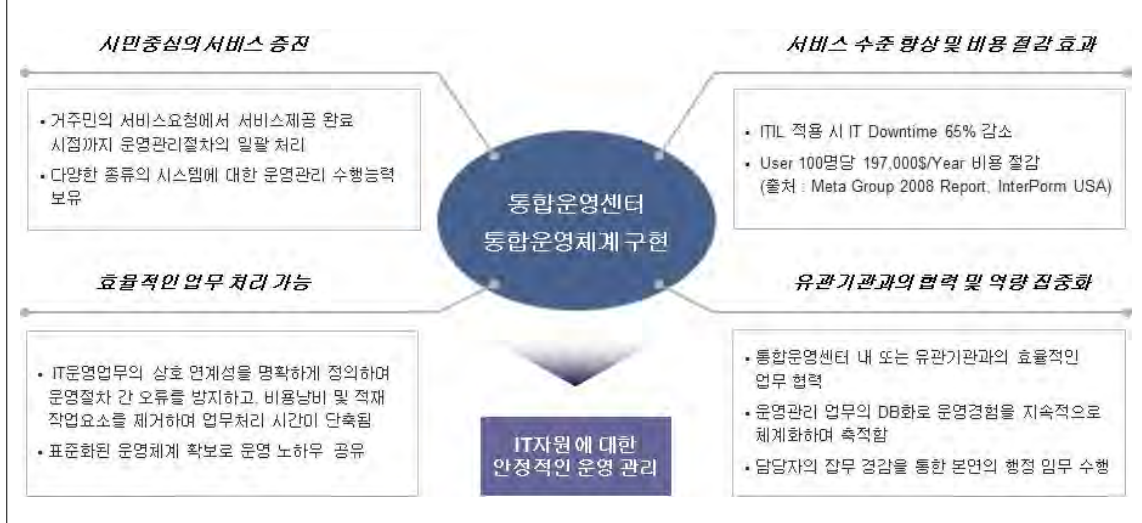 시민중심의 서비스 증진
• 거주민의 서비스요청에서 서비스제공 완료
시점까지 운영관리절차의 일괄 처리
• 다양한 종류의 시스템에 대한 운영관리 수행능력
보유
서비스 수준 향상 및 비용 절감 효과
• ITIL 적용 시 IT Downtime 65% 감소
• User 100명당 197,000$/Year 비용 절감
(출처 : Meta Group 2008 Report, InterPorm USA)
통합운영센터
통합운영체계 구현
효율적인 업무 처리 가능
• IT운영업무의 상호 연계성을 명확하게 정의하며
운영절차 간 오류를 방지하고, 비용낭비 및 적재
작업요소를 제거하며 업무처리 시간이 단축됨
• 표준화된 운영체계 확보로 운영 노하우 공유
유관기관과의 협력 및 역량 집중화
• 통합운영센터 내 또는 유관기관과의 효율적인
업무 협력
• 운영관리 업무의 DB화로 운영경험을 지속적으로
체계화하며 축적함
• 담당자의 잡무 경감을 통한 본연의 행정 임무 수행
IT자원에 대한
안정적인 운영 관리